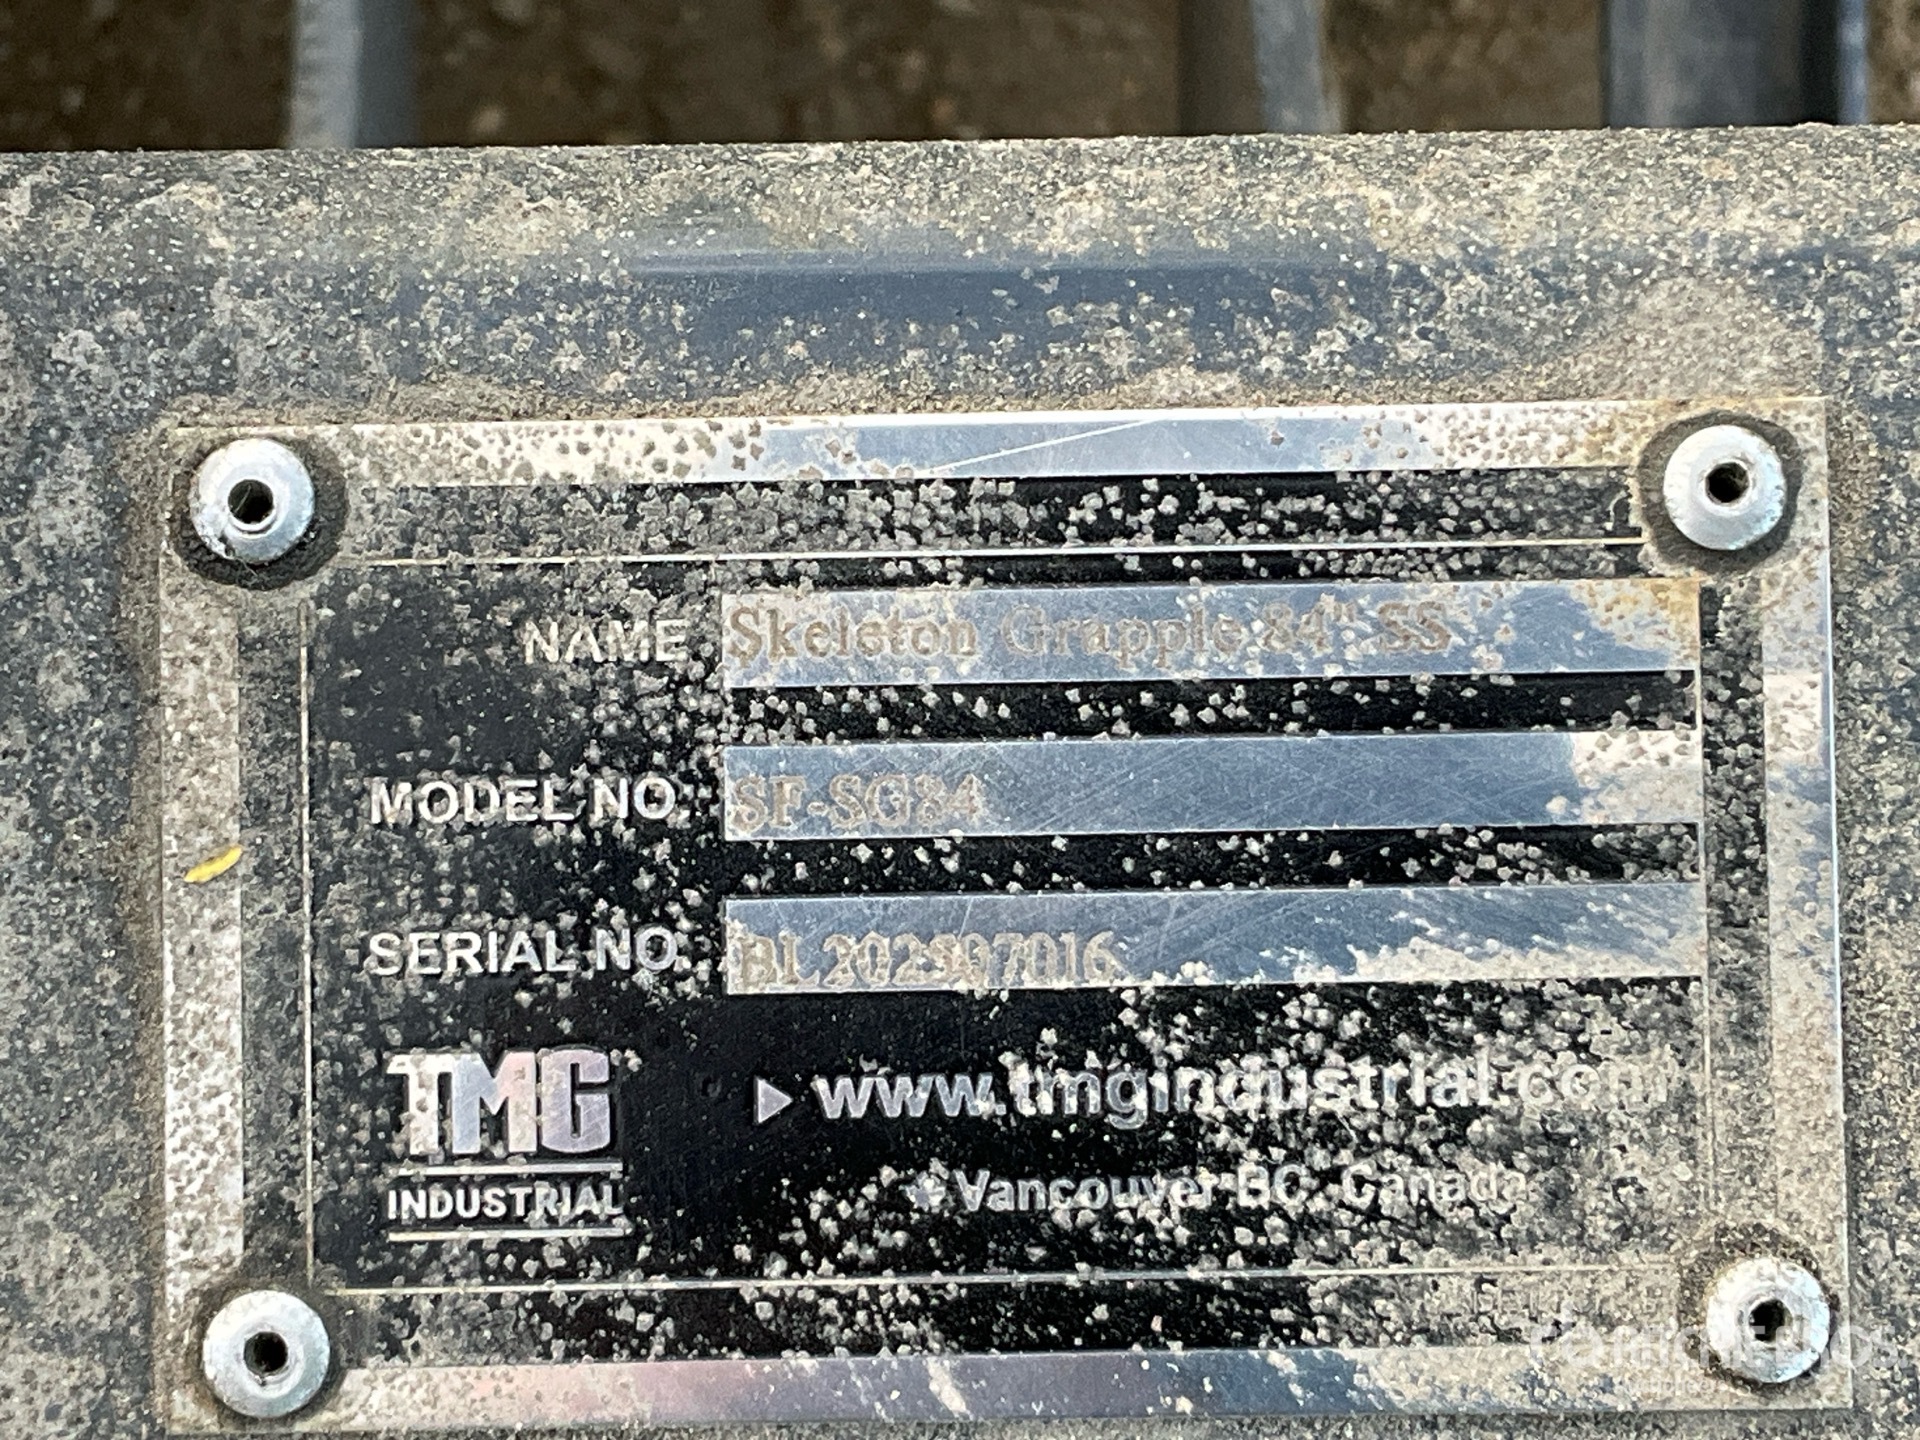 NAME Skeleton Grapple 84" SS
MODEL NO. SF-SG84
SERIAL NO. BL202307016
TMG
INDUSTRIAL
www.tmgindustrial.com
Vancouver BC. Canada